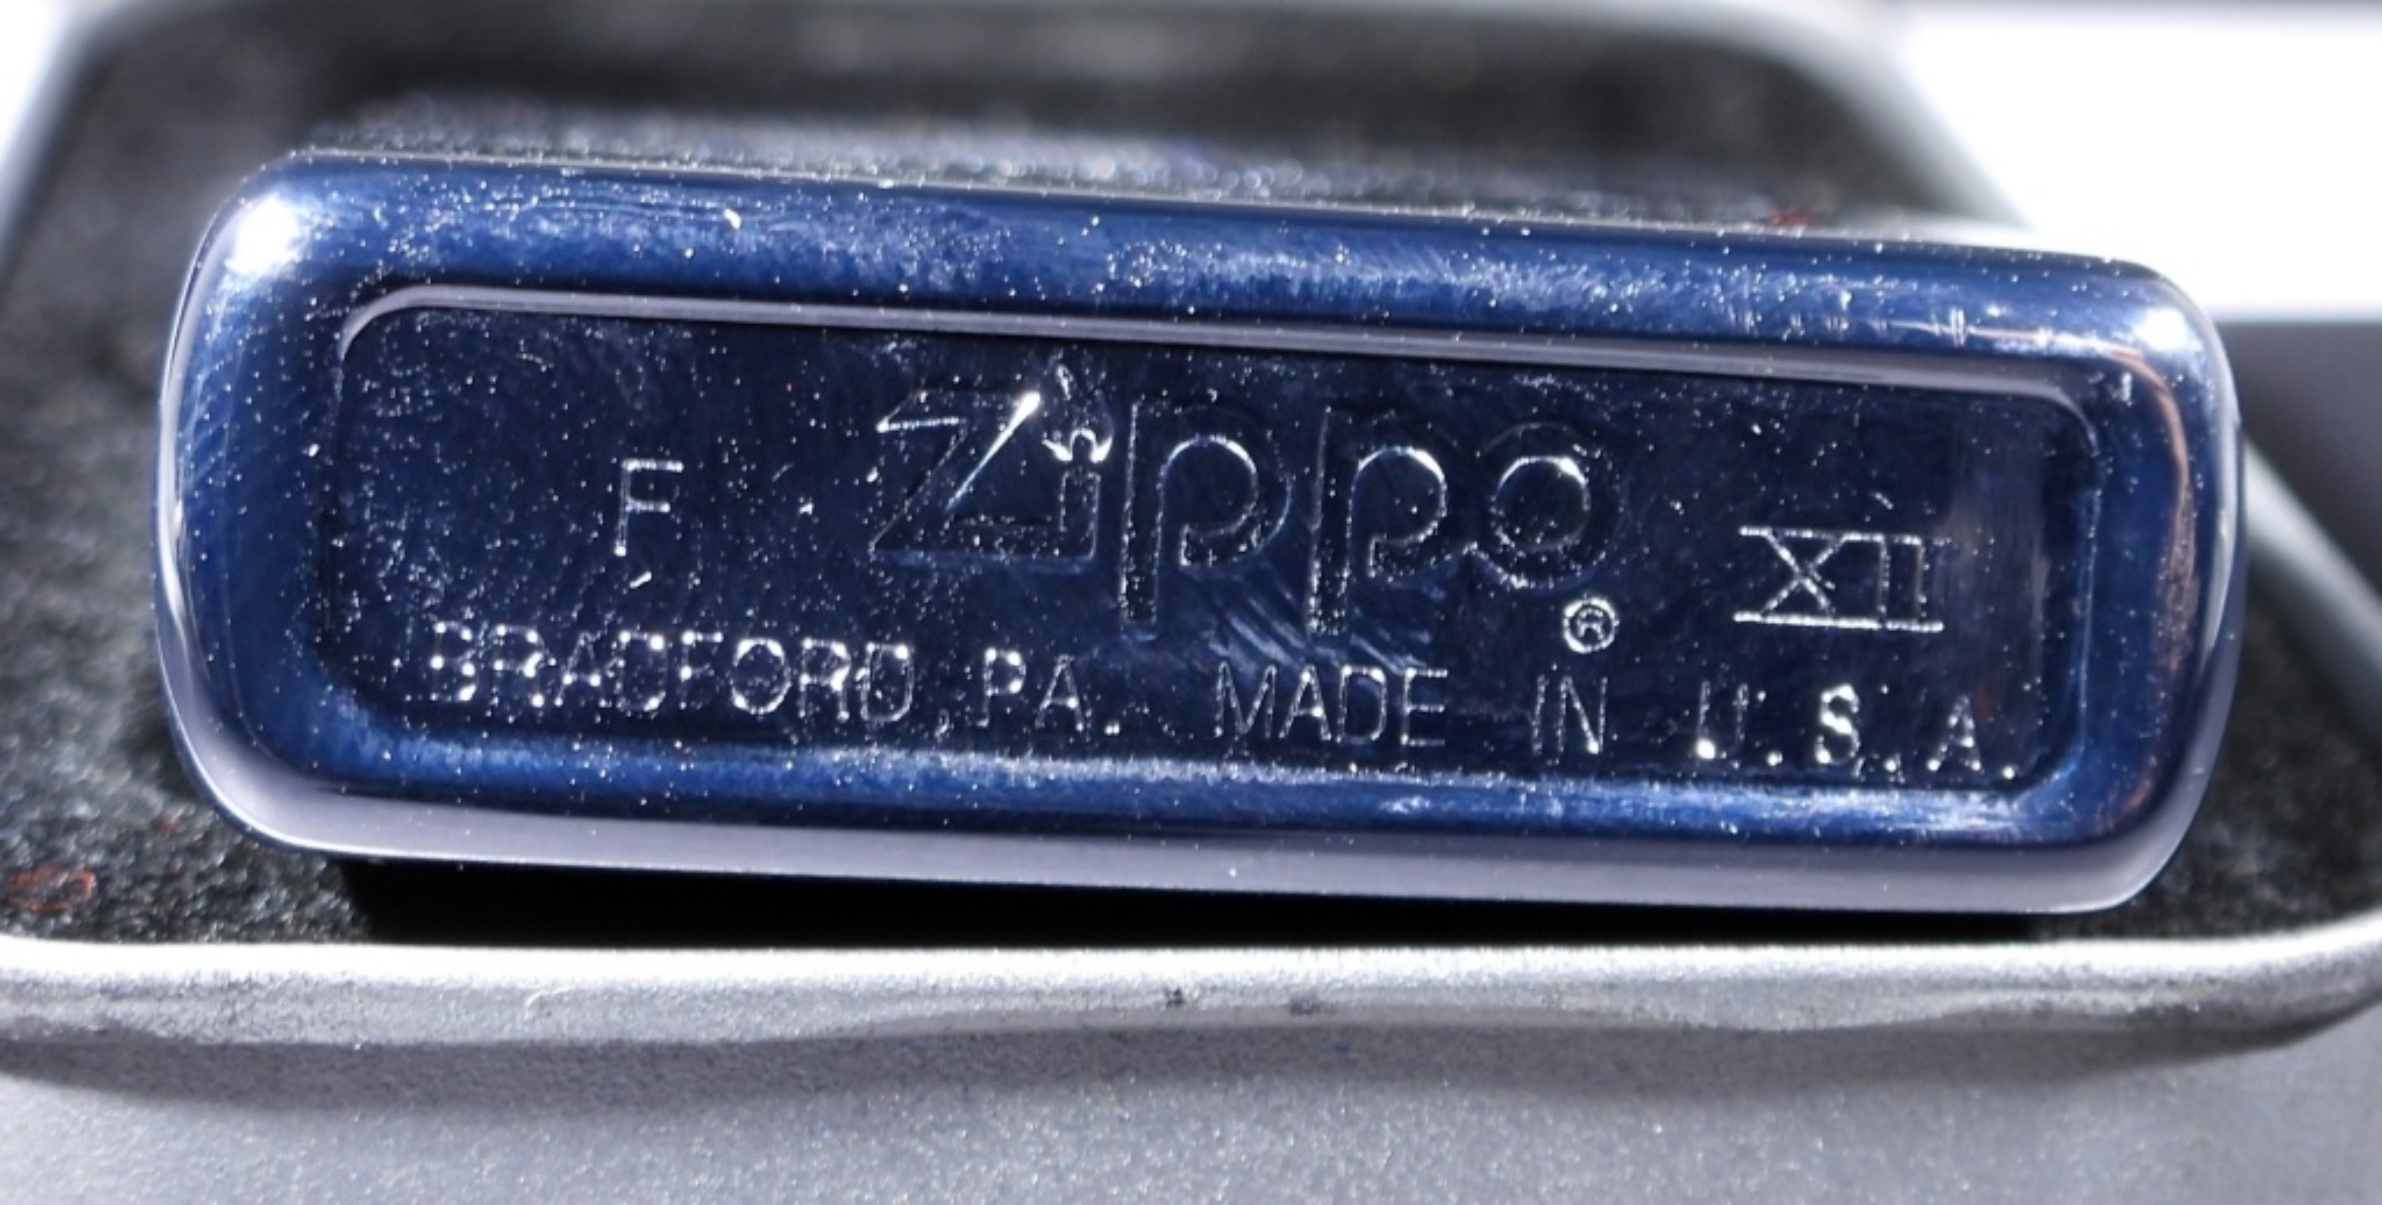 F Zippo ® XII
BRADFORD, PA. MADE IN U.S.A.